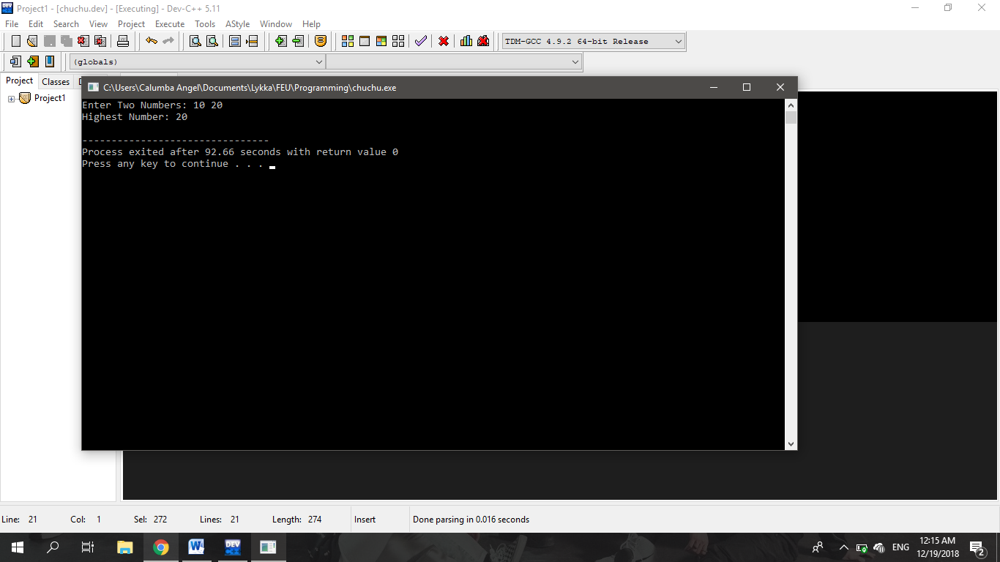 Project1 - [chuchu.dev] - [Executing] - Dev-C++ 5.11
File Edit Search View Project Execute Tools AStyle Window Help
TDM-GCC 4.9.2 64-bit Release
(globals)
Project Classes
Project1
C:\Users\Calumba Angel\Documents\Lykka\FEU\Programming\chuchu.exe
Enter Two Numbers: 10 20
Highest Number: 20
--------------------------------
Process exited after 92.66 seconds with return value 0
Press any key to continue . . .
Line: 21 Col: 1 Sel: 272 Lines: 21 Length: 274 Insert Done parsing in 0.016 seconds
ENG
12:15 AM
12/19/2018
2